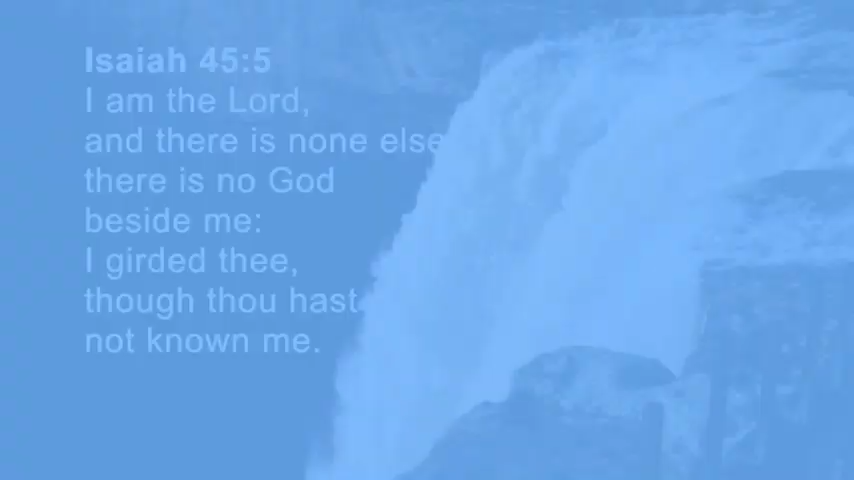 Isaiah 45:5
I am the Lord,
and there is none else
there is no God
beside me:
I girded thee,
though thou hast
not known me.